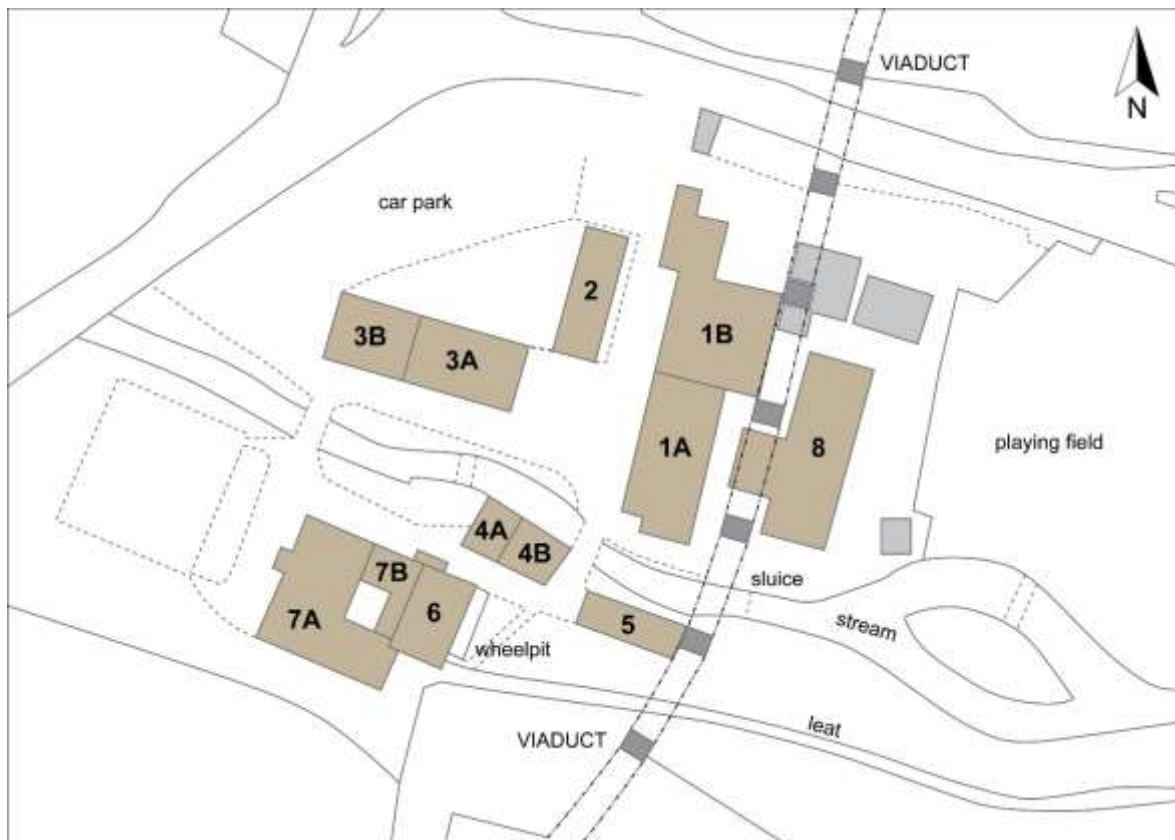 VIADUCT
N
car park
2
3B
3A
1B
1A
8
playing field
4A
4B
7B
7A
6
5
sluice
stream
wheelpit
leat
VIADUCT